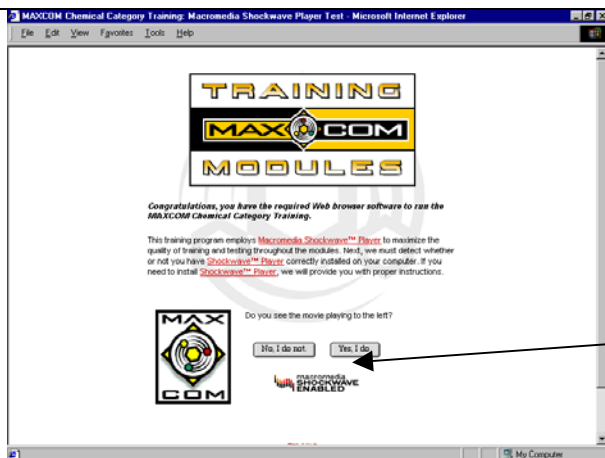 MAXCOM Chemical Category Training: Macromedia Shockwave Player Test - Microsoft Internet Explorer
File Edit View Favorites Tools Help
TRAINING
MAXCOM
MODULES
Congratulations, you have the required Web browser software to run the
MAXCOM Chemical Category Training.
This training program employs Macromedia Shockwave™ Player to maximize the
quality of training and testing throughout the modules. Next, we must detect whether
or not you have Shockwave™ Player correctly installed on your computer. If you
need to install Shockwave™ Player, we will provide you with proper instructions.
Do you see the movie playing to the left?
MAX
COM
No, I do not. Yes, I do.
macromedia
SHOCKWAVE
ENABLED
My Computer